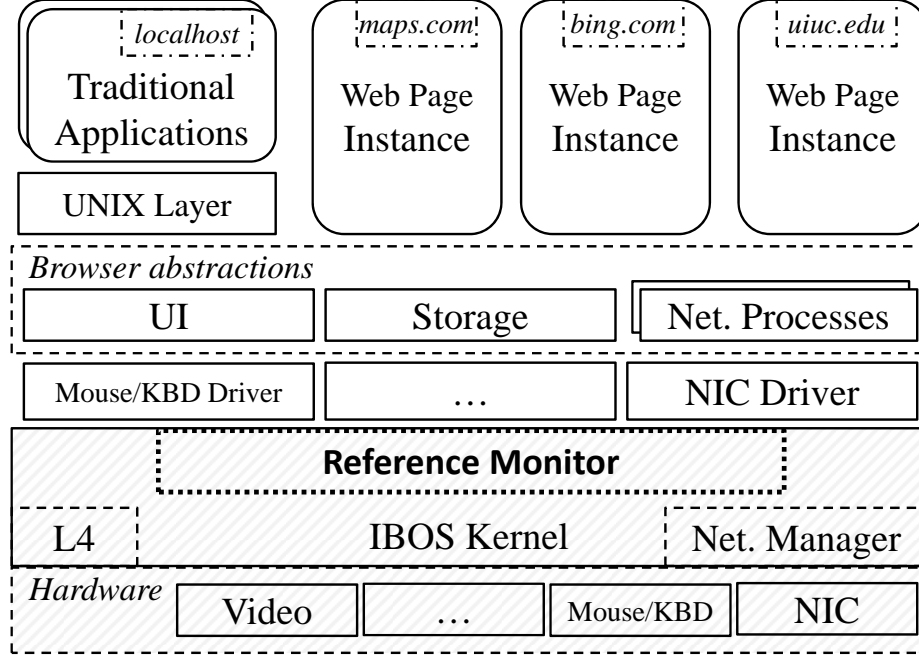 localhost
Traditional
Applications
maps.com
Web Page
Instance
bing.com
Web Page
Instance
uiuc.edu
Web Page
Instance
UNIX Layer
Browser abstractions
UI
Storage
Net. Processes
Mouse/KBD Driver
…
NIC Driver
Reference Monitor
L4
IBOS Kernel
Net. Manager
Hardware
Video
…
Mouse/KBD
NIC